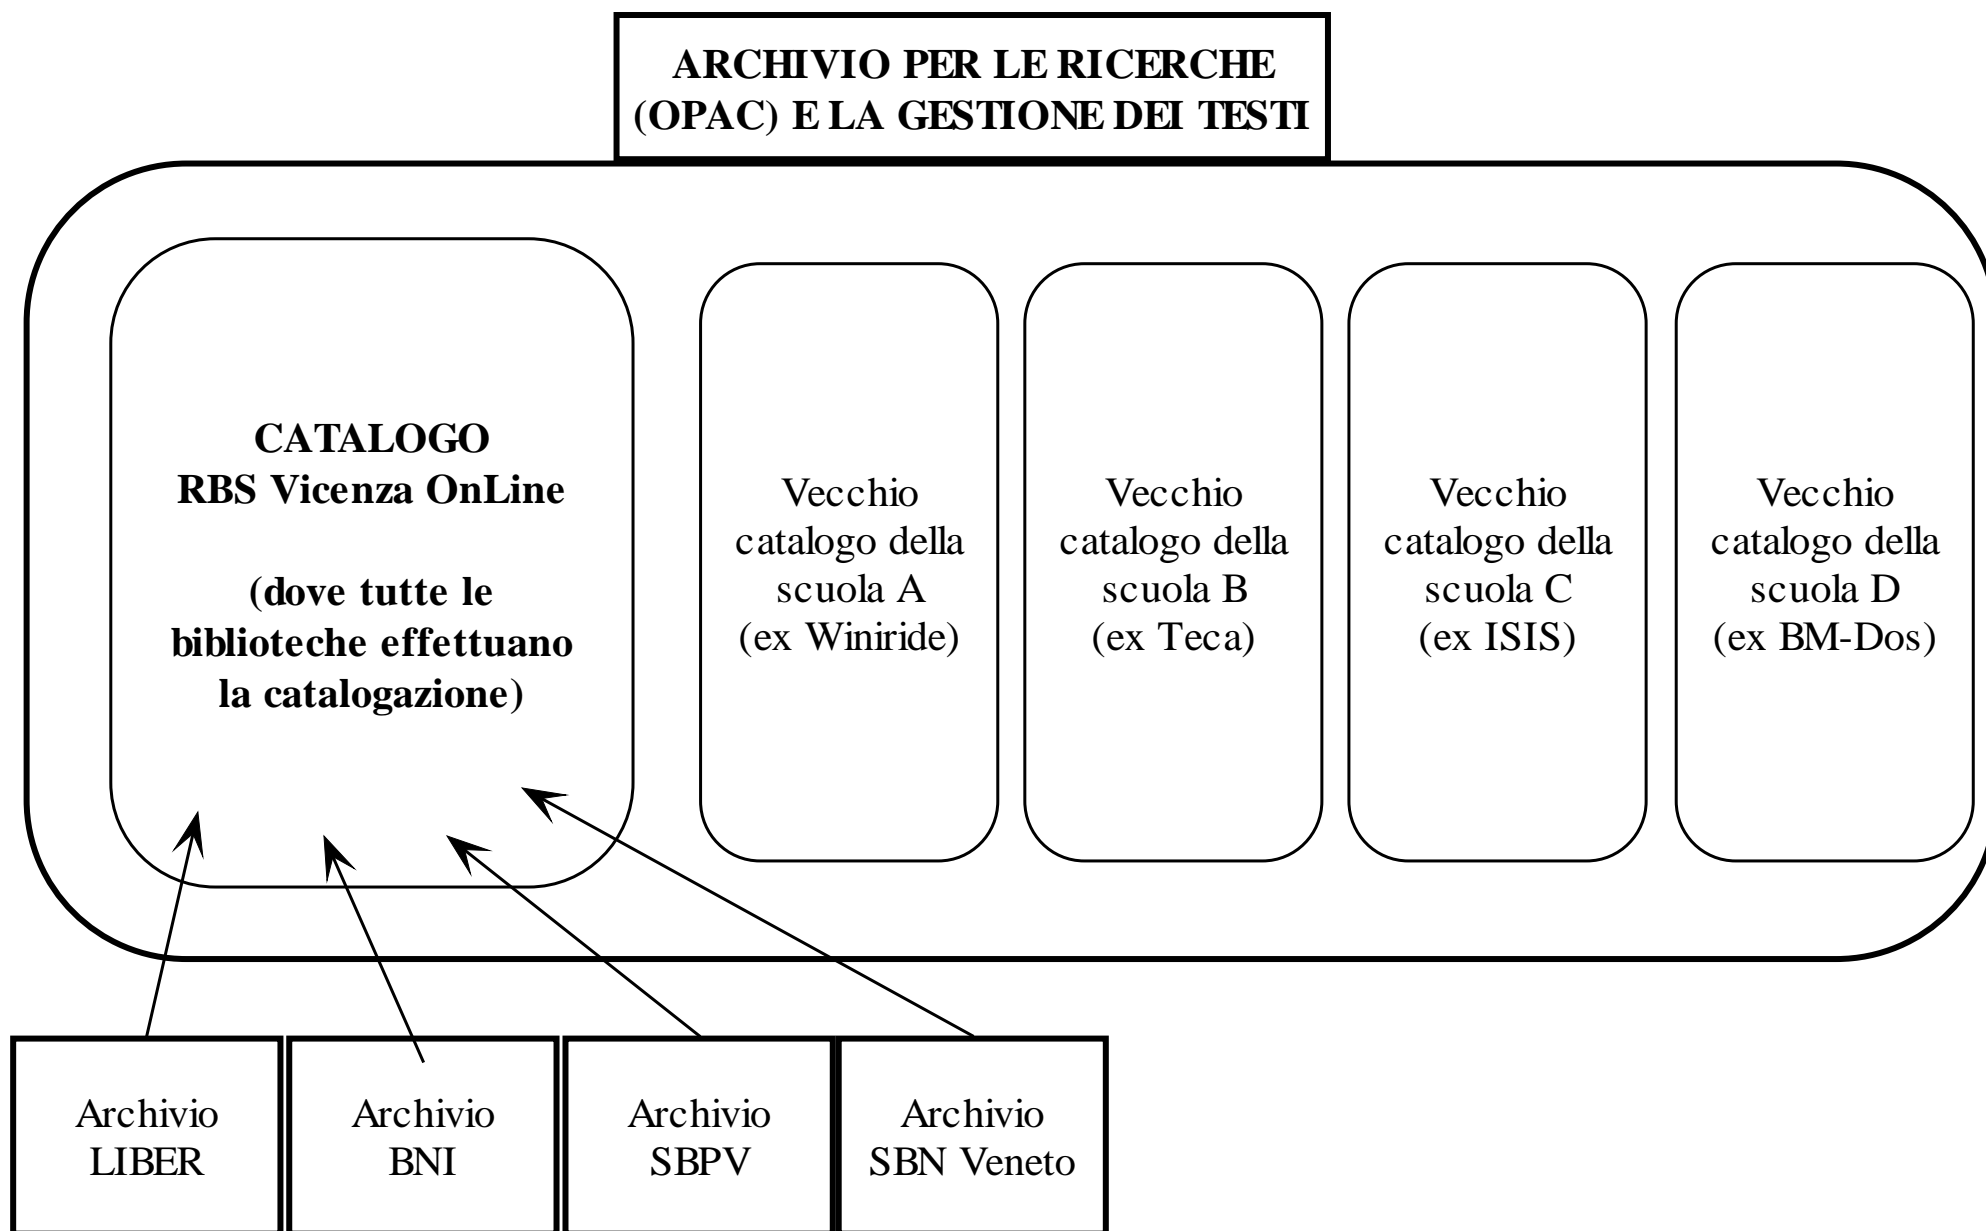 ARCHIVIO PER LE RICERCHE
(OPAC) E LA GESTIONE DEI TESTI
CATALOGO
RBS Vicenza OnLine
(dove tutte le
biblioteche effettuano
la catalogazione)
Vecchio
catalogo della
scuola A
(ex Winiride)
Vecchio
catalogo della
scuola B
(ex Teca)
Vecchio
catalogo della
scuola C
(ex ISIS)
Vecchio
catalogo della
scuola D
(ex BM-Dos)
Archivio
LIBER
Archivio
BNI
Archivio
SBPV
Archivio
SBN Veneto